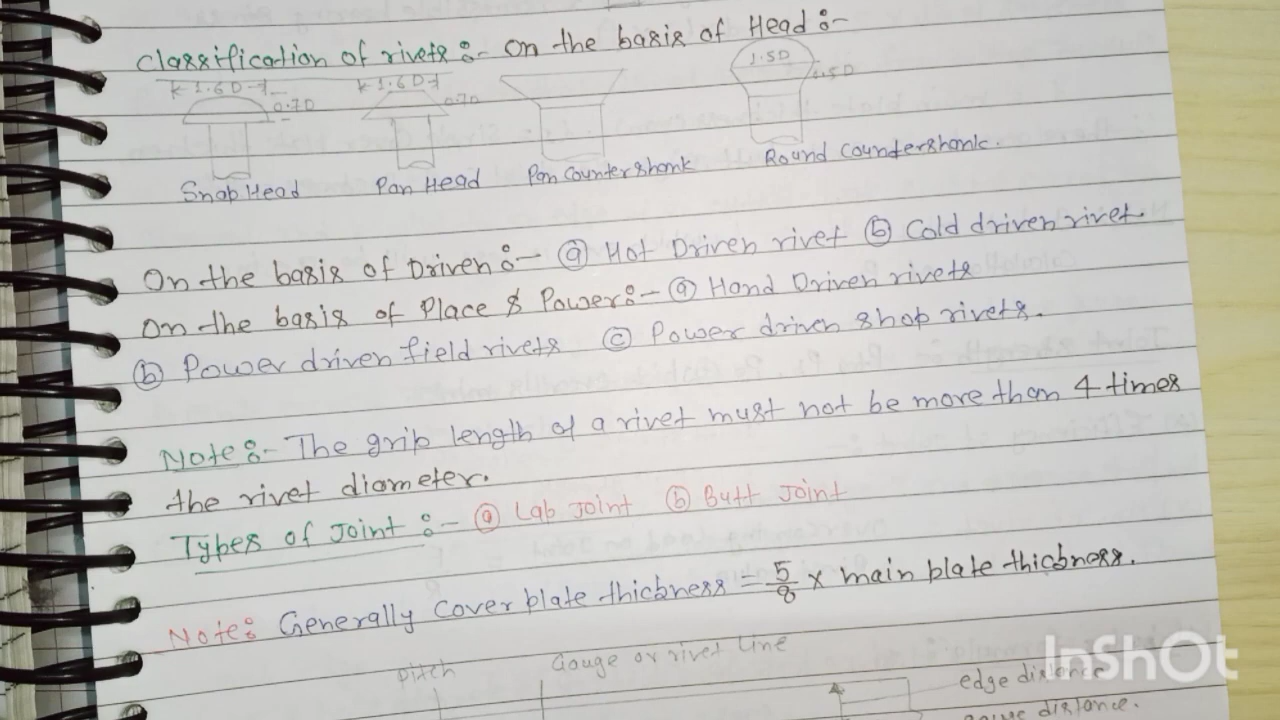 Classification of rivets :- On the basis of Head :-
1.6D
0.7D
1.6D
0.7D
1.5D
Snap Head
Pan Head
Pan Countershank
Round Countershank.
On the basis of Driven :- ⓐ Hot Driven rivet ⓑ Cold driven rivet.
On the basis of Place & Power :- ⓐ Hand Driven rivets
ⓑ Power driven field rivets ⓒ Power driven shop rivets.
Note :- The grip length of a rivet must not be more than 4 times
the rivet diameter.
Types of Joint :- ⓐ Lap Joint ⓑ Butt Joint
Note : Generally Cover plate thickness = 5/8 × main plate thickness.
pitch
Gauge or rivet Line
edge distance
distance.
InShOt